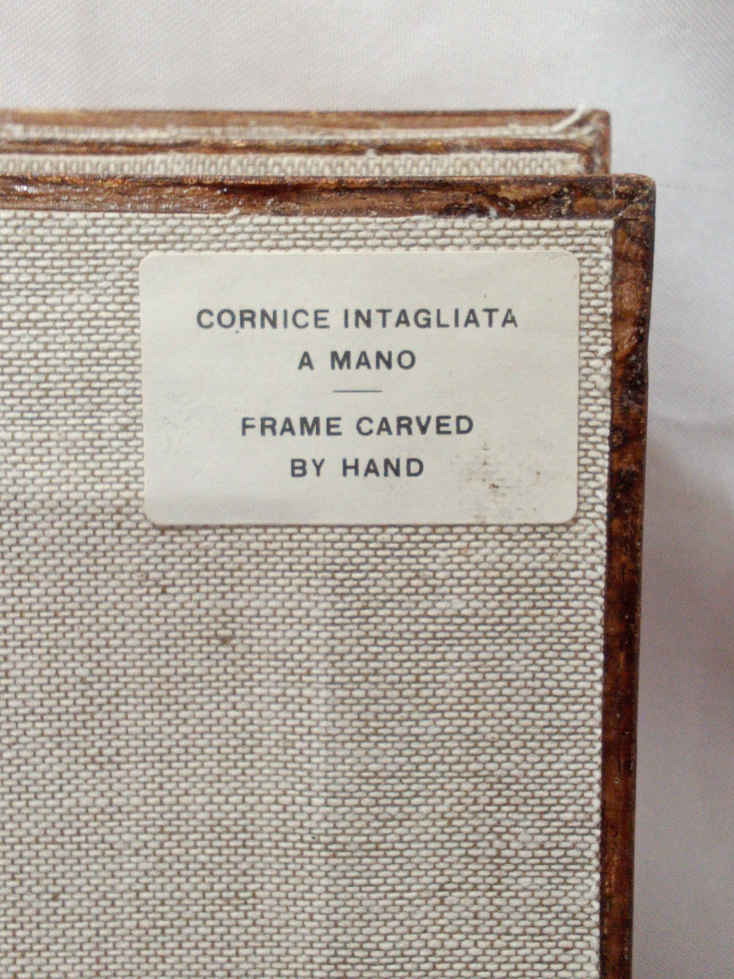 CORNICE INTAGLIATA
A MANO
FRAME CARVED
BY HAND